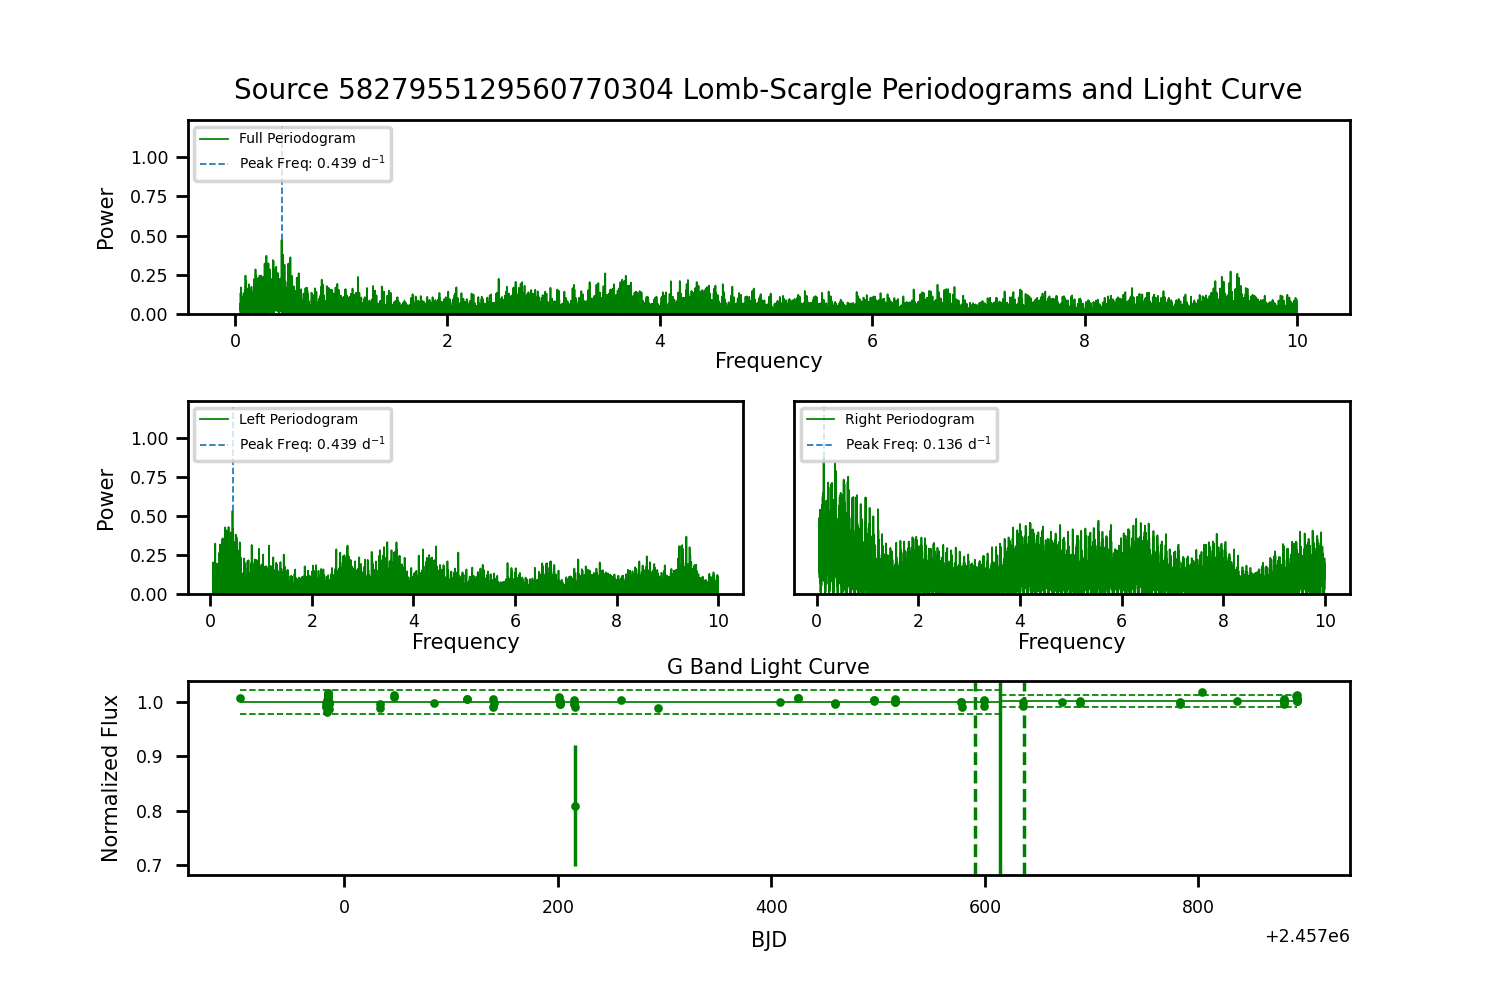 Source 5827955129560770304 Lomb-Scargle Periodograms and Light Curve
Full Periodogram
Peak Freq: 0.439 d⁻¹
1.00
0.75
0.50
0.25
0.00
Power
0 2 4 6 8 10
Frequency
Left Periodogram
Peak Freq: 0.439 d⁻¹
1.00
0.75
0.50
0.25
0.00
Power
0 2 4 6 8 10
Frequency
Right Periodogram
Peak Freq: 0.136 d⁻¹
0 2 4 6 8 10
Frequency
G Band Light Curve
1.0
0.9
0.8
0.7
Normalized Flux
0 200 400 600 800
BJD
+2.457e6